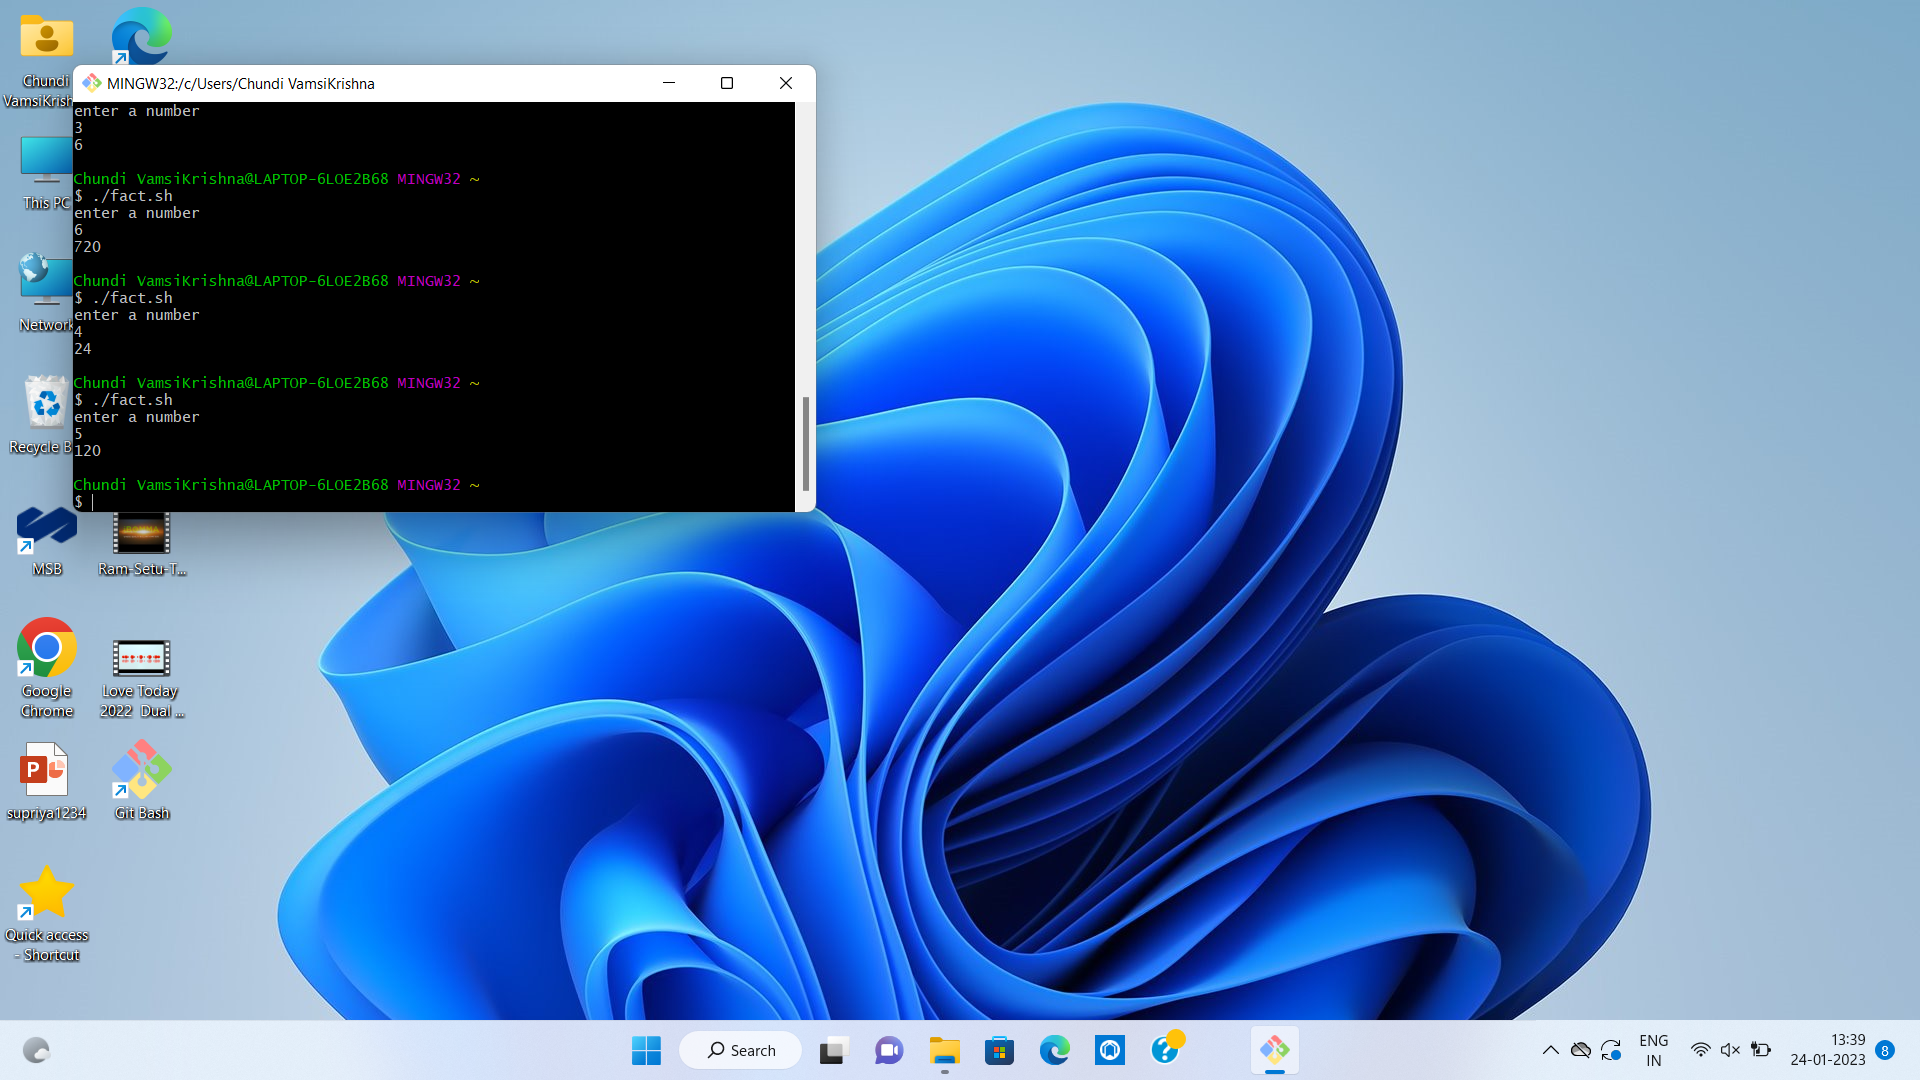 Chundi
VamsiKrish
This PC
Network
Recycle B
MINGW32:/c/Users/Chundi VamsiKrishna
enter a number
3
6
Chundi VamsiKrishna@LAPTOP-6LOE2B68 MINGW32 ~
$ ./fact.sh
enter a number
6
720
Chundi VamsiKrishna@LAPTOP-6LOE2B68 MINGW32 ~
$ ./fact.sh
enter a number
4
24
Chundi VamsiKrishna@LAPTOP-6LOE2B68 MINGW32 ~
$ ./fact.sh
enter a number
5
120
Chundi VamsiKrishna@LAPTOP-6LOE2B68 MINGW32 ~
$
MSB
Ram-Setu-T...
Google
Chrome
Love Today
2022 Dual ...
P
supriya1234
Git Bash
Quick access
- Shortcut
Search
ENG
IN
13:39
24-01-2023
8